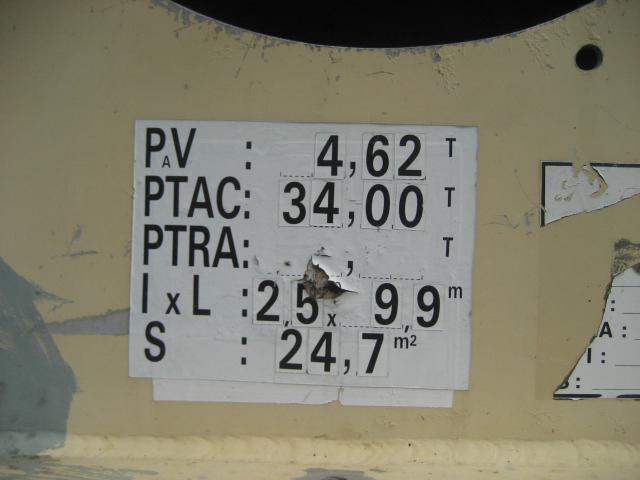 PAV : 4,62 T
PTAC: 34,00 T
PTRA: , T
l x L : 2,5 x 9,9 m
S : 24,7 m²
A:
I: